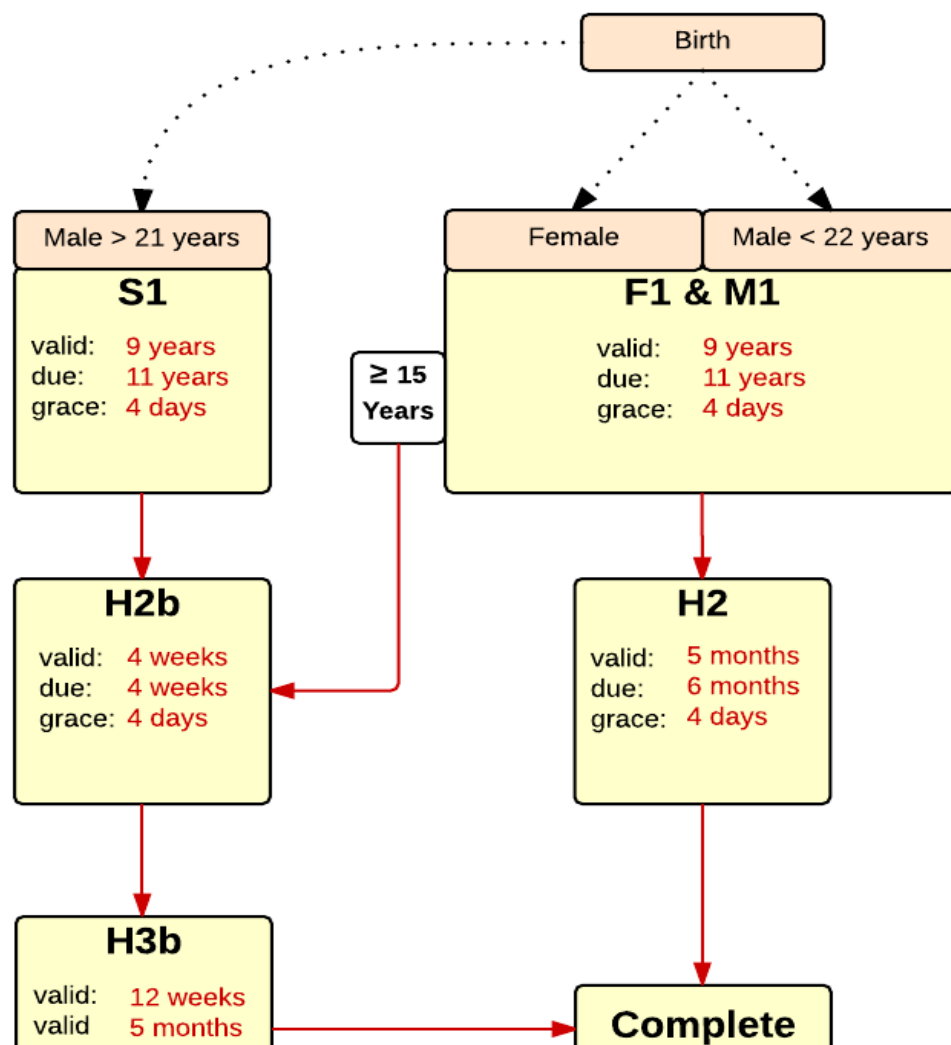 Birth
Male > 21 years
Female
Male < 22 years
S1
valid: 9 years
due: 11 years
grace: 4 days
F1 & M1
valid: 9 years
due: 11 years
grace: 4 days
≥ 15
Years
H2b
valid: 4 weeks
due: 4 weeks
grace: 4 days
H2
valid: 5 months
due: 6 months
grace: 4 days
H3b
valid: 12 weeks
valid 5 months
Complete